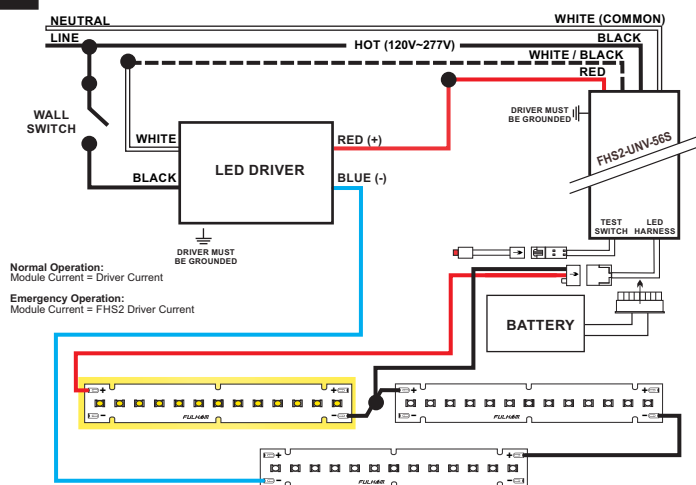 NEUTRAL
WHITE (COMMON)
LINE
BLACK
HOT (120V~277V)
WHITE / BLACK
RED
DRIVER MUST
BE GROUNDED
WALL
SWITCH
WHITE
RED (+)
FHS2-UNV-56S
LED DRIVER
BLACK
BLUE (-)
TEST
SWITCH
LED
HARNESS
DRIVER MUST
BE GROUNDED
Normal Operation:
Module Current = Driver Current
Emergency Operation:
Module Current = FHS2 Driver Current
BATTERY
+ +
- -
FULHAM
+ +
- -
FULHAM
+ +
- -
FULHAM